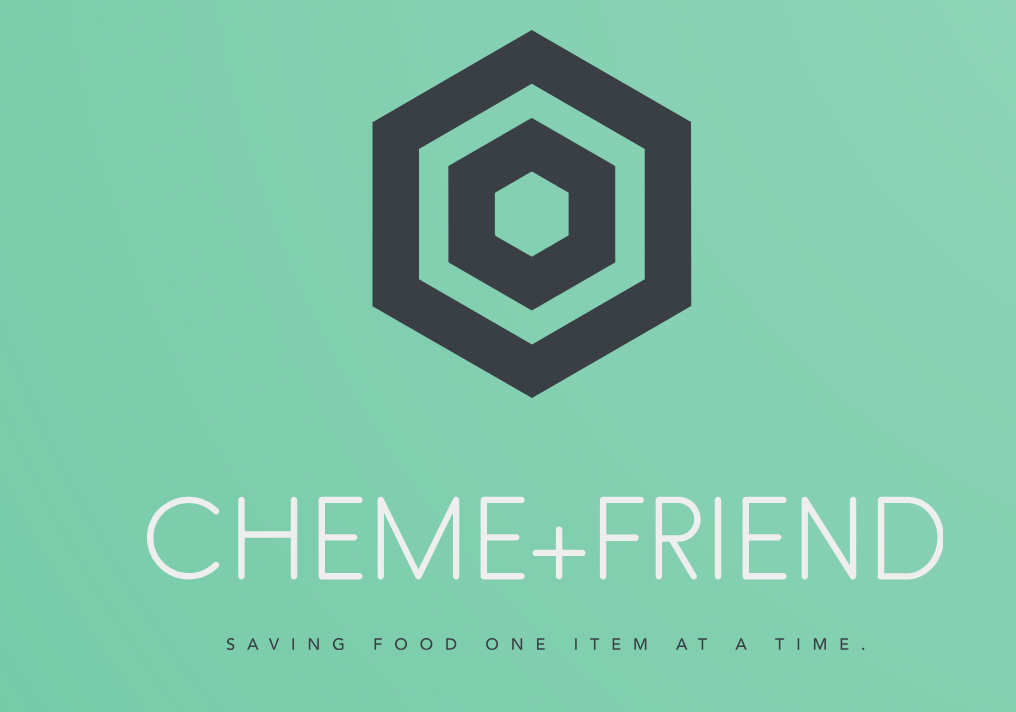 CHEME+FRIEND
SAVING FOOD ONE ITEM AT A TIME.